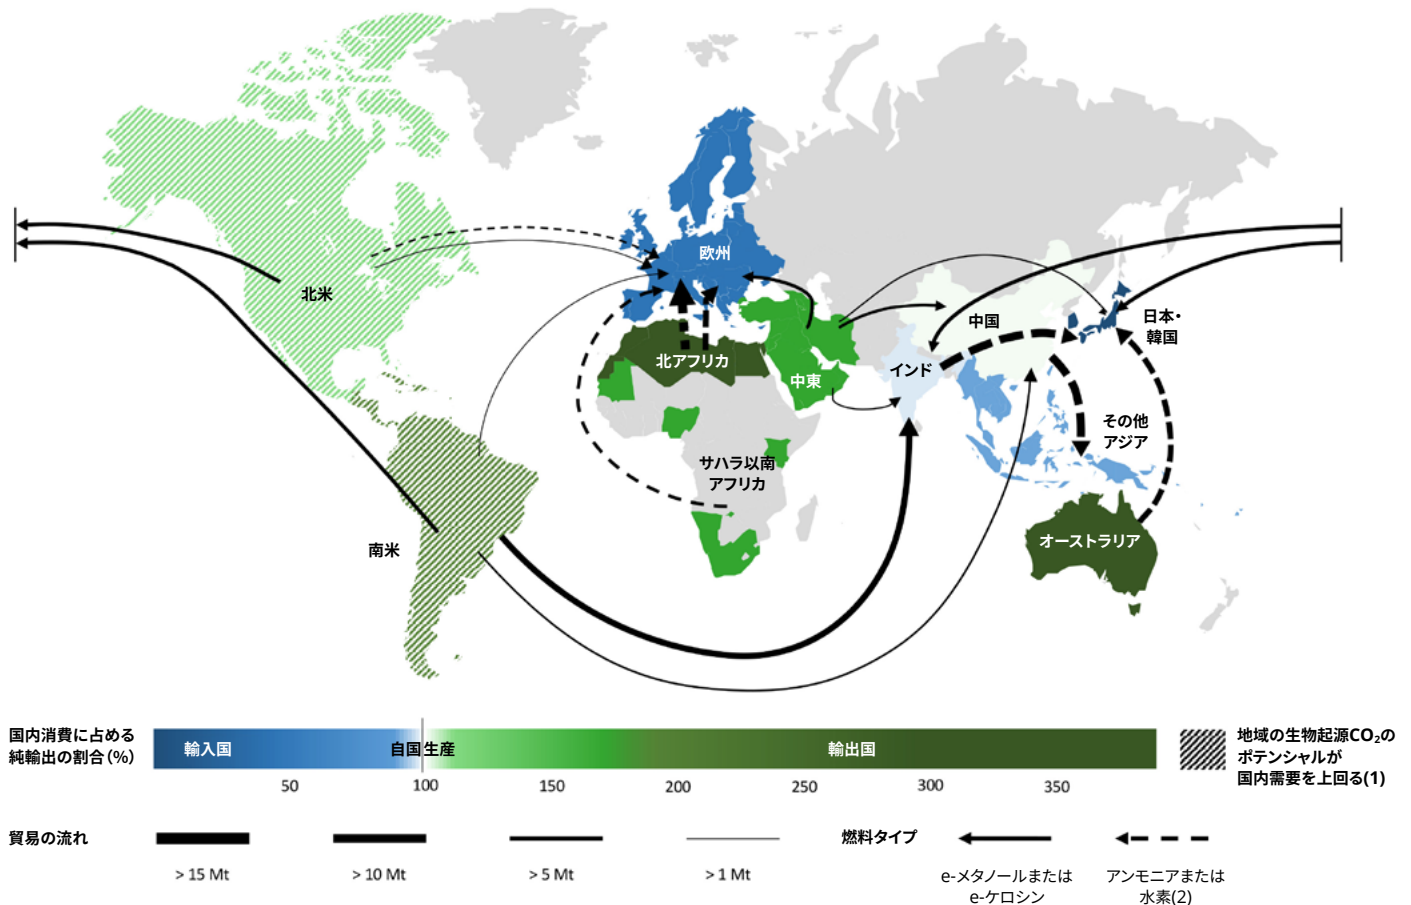 欧州
北米
中国
日本・
韓国
北アフリカ
中東
インド
その他
アジア
サハラ以南
アフリカ
南米
オーストラリア
国内消費に占める
純輸出の割合(%)
輸入国
自国生産
輸出国
50
100
150
200
250
300
350
地域の生物起源CO₂の
ポテンシャルが
国内需要を上回る(1)
貿易の流れ
> 15 Mt
> 10 Mt
> 5 Mt
> 1 Mt
燃料タイプ
e-メタノールまたは
e-ケロシン
アンモニアまたは
水素(2)